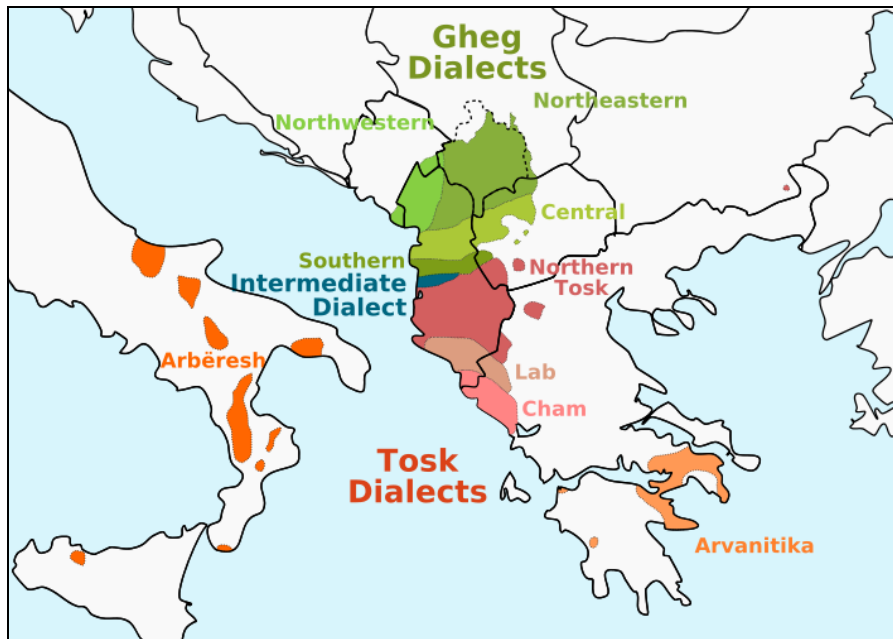 Gheg
Dialects
Northeastern
Northwestern
Central
Southern
Intermediate
Dialect
Northern
Tosk
Arbëresh
Lab
Cham
Tosk
Dialects
Arvanitika